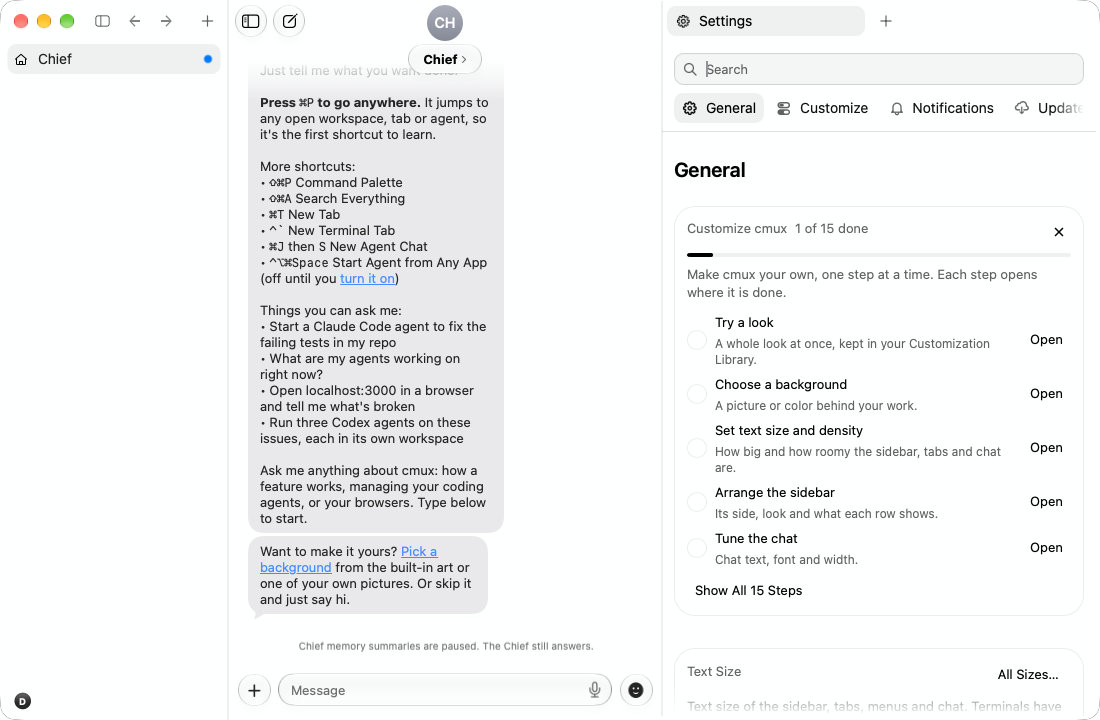 Chief
D
CH
Chief ›
Just tell me what you want done.
Press ⌘P to go anywhere. It jumps to
any open workspace, tab or agent, so
it's the first shortcut to learn.
More shortcuts:
• ⇧⌘P Command Palette
• ⇧⌘A Search Everything
• ⌘T New Tab
• ^` New Terminal Tab
• ⌘J then S New Agent Chat
• ^⌥⌘Space Start Agent from Any App
(off until you turn it on)
Things you can ask me:
• Start a Claude Code agent to fix the
failing tests in my repo
• What are my agents working on
right now?
• Open localhost:3000 in a browser
and tell me what's broken
• Run three Codex agents on these
issues, each in its own workspace
Ask me anything about cmux: how a
feature works, managing your coding
agents, or your browsers. Type below
to start.
Want to make it yours? Pick a
background from the built-in art or
one of your own pictures. Or skip it
and just say hi.
Chief memory summaries are paused. The Chief still answers.
Message
Settings
Search
General
Customize
Notifications
Update
General
Customize cmux 1 of 15 done
Make cmux your own, one step at a time. Each step opens
where it is done.
Try a look
A whole look at once, kept in your Customization
Library.
Open
Choose a background
A picture or color behind your work.
Open
Set text size and density
How big and how roomy the sidebar, tabs and chat
are.
Open
Arrange the sidebar
Its side, look and what each row shows.
Open
Tune the chat
Chat text, font and width.
Open
Show All 15 Steps
Text Size
All Sizes...
Text size of the sidebar, tabs, menus and chat. Terminals have